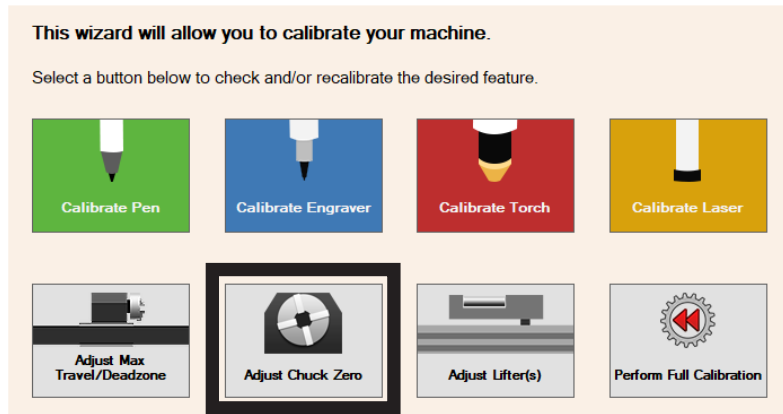 This wizard will allow you to calibrate your machine.
Select a button below to check and/or recalibrate the desired feature.
Calibrate Pen
Calibrate Engraver
Calibrate Torch
Calibrate Laser
Adjust Max
Travel/Deadzone
Adjust Chuck Zero
Adjust Lifter(s)
Perform Full Calibration